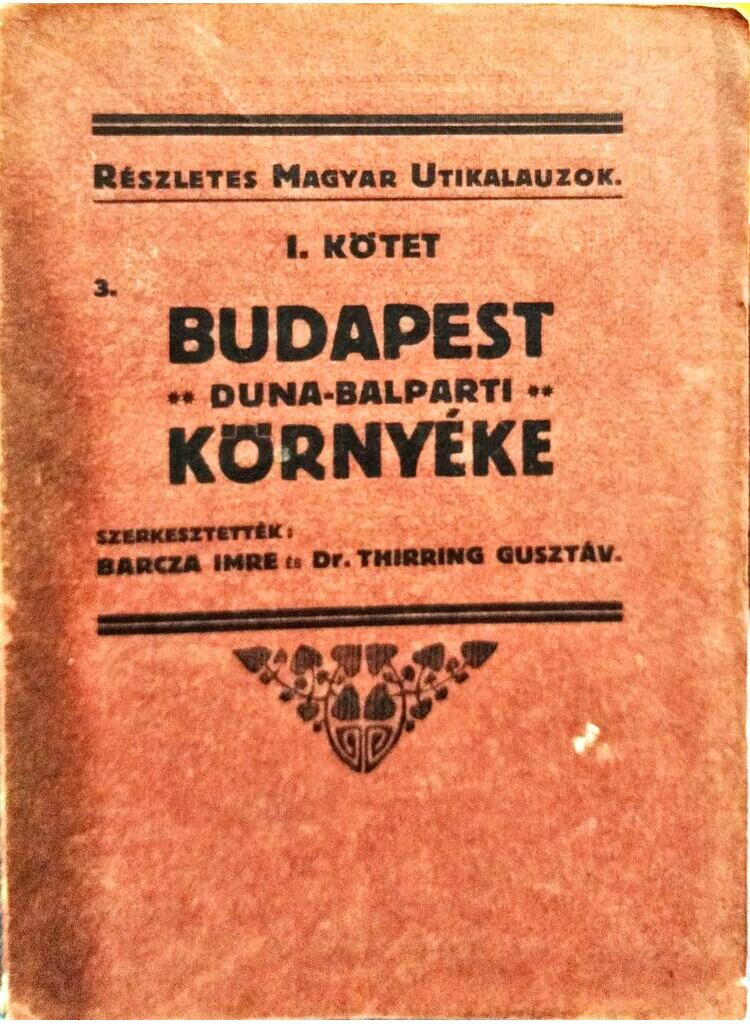 RÉSZLETES MAGYAR UTIKALAUZOK.
I. KÖTET
3.
BUDAPEST
** DUNA-BALPARTI **
KÖRNYÉKE
SZERKESZTETTÉK:
BARCZA IMRE és Dr. THIRRING GUSZTÁV.